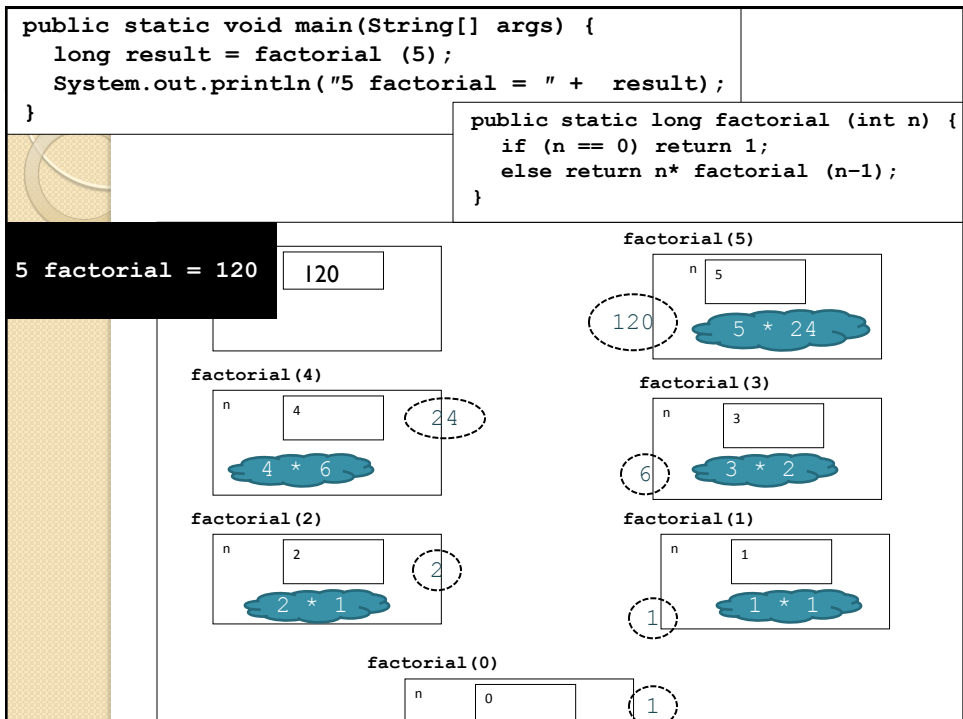 public static void main(String[] args) {
long result = factorial (5);
System.out.println("5 factorial = " + result);
}
public static long factorial (int n) {
if (n == 0) return 1;
else return n* factorial (n–1);
}
5 factorial = 120
120
factorial(5)
n 5
120
5 * 24
factorial(4)
n 4
24
4 * 6
factorial(3)
n 3
6
3 * 2
factorial(2)
n 2
2
2 * 1
factorial(1)
n 1
1
1 * 1
factorial(0)
n 0
1